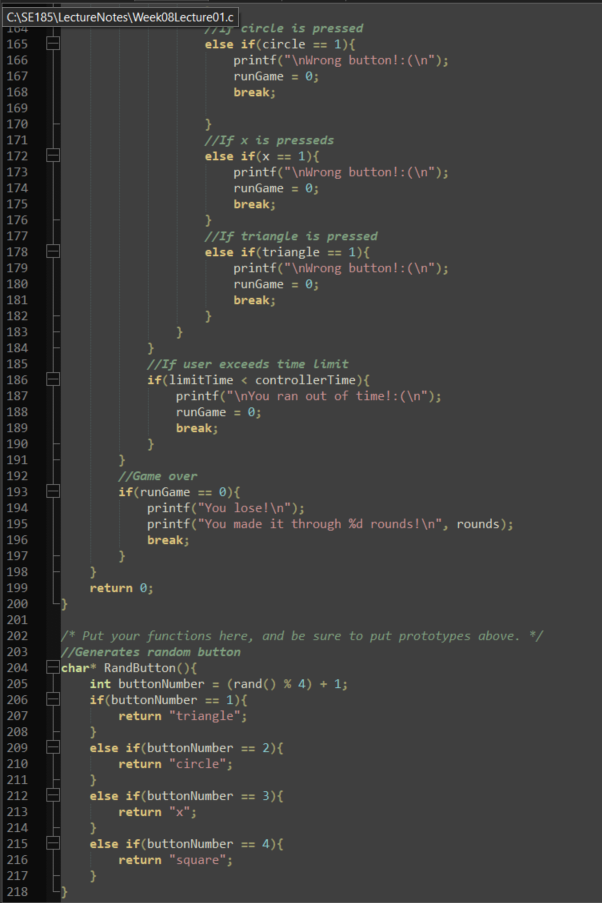 C:\SE185\LectureNotes\Week08Lecture01.c
164 //If circle is pressed
165 else if(circle == 1){
166 printf("\nWrong button!:(\n");
167 runGame = 0;
168 break;
169
170 }
171 //If x is presseds
172 else if(x == 1){
173 printf("\nWrong button!:(\n");
174 runGame = 0;
175 break;
176 }
177 //If triangle is pressed
178 else if(triangle == 1){
179 printf("\nWrong button!:(\n");
180 runGame = 0;
181 break;
182 }
183 }
184 }
185 //If user exceeds time limit
186 if(limitTime < controllerTime){
187 printf("\nYou ran out of time!:(\n");
188 runGame = 0;
189 break;
190 }
191 }
192 //Game over
193 if(runGame == 0){
194 printf("You lose!\n");
195 printf("You made it through %d rounds!\n", rounds);
196 break;
197 }
198 }
199 return 0;
200 }
201
202 /* Put your functions here, and be sure to put prototypes above. */
203 //Generates random button
204 char* RandButton(){
205 int buttonNumber = (rand() % 4) + 1;
206 if(buttonNumber == 1){
207 return "triangle";
208 }
209 else if(buttonNumber == 2){
210 return "circle";
211 }
212 else if(buttonNumber == 3){
213 return "x";
214 }
215 else if(buttonNumber == 4){
216 return "square";
217 }
218 }